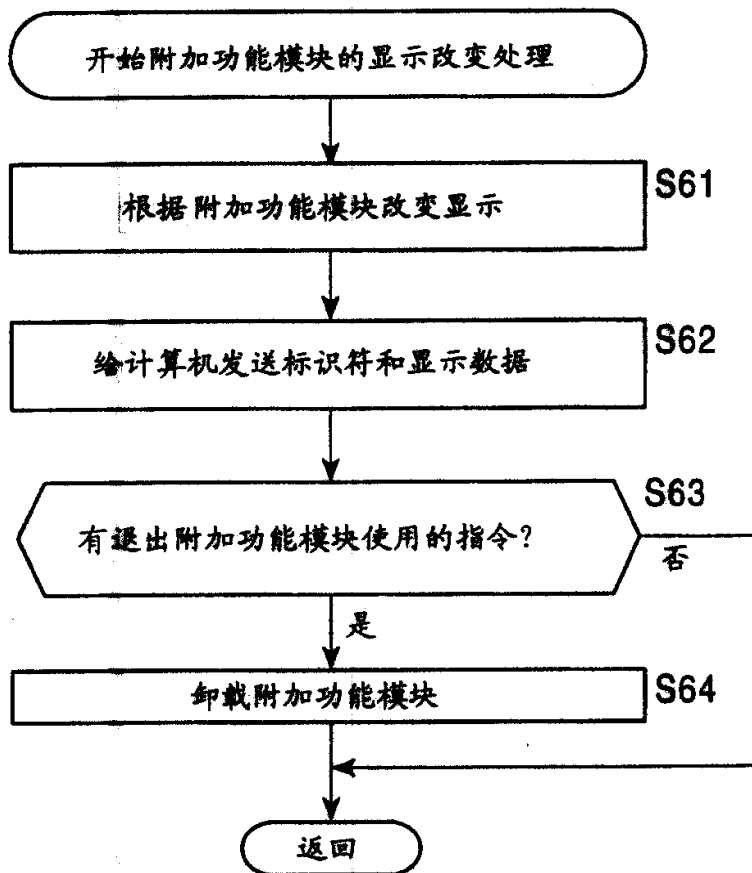 开始附加功能模块的显示改变处理
S61
根据附加功能模块改变显示
S62
给计算机发送标识符和显示数据
S63
有退出附加功能模块使用的指令?
否
是
S64
卸载附加功能模块
返回